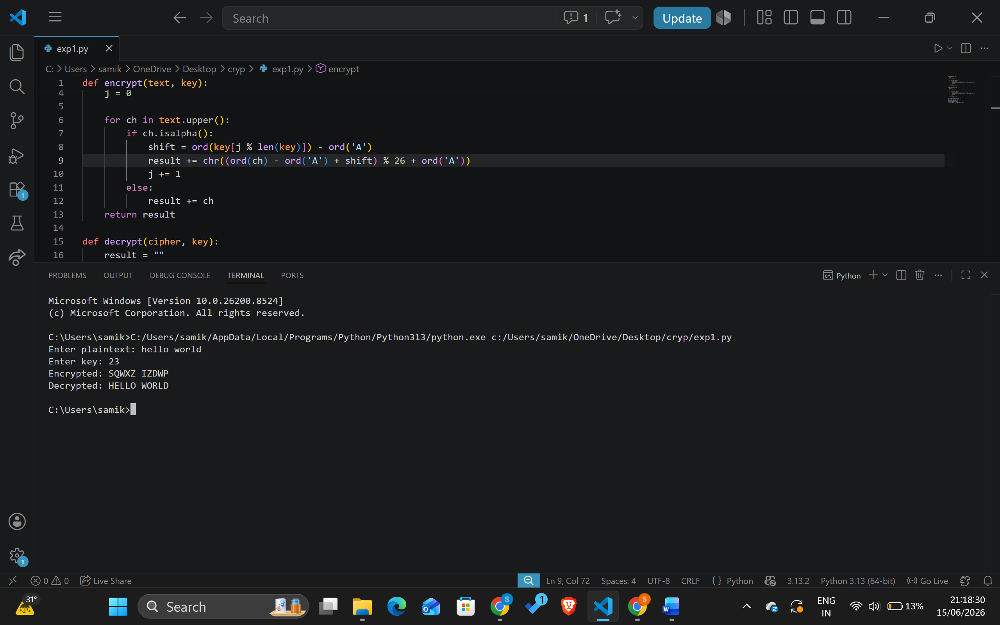 Search
1
Update
exp1.py
C: > Users > samik > OneDrive > Desktop > cryp > exp1.py > encrypt
1 def encrypt(text, key):
4     j = 0
5
6     for ch in text.upper():
7         if ch.isalpha():
8             shift = ord(key[j % len(key)]) - ord('A')
9             result += chr((ord(ch) - ord('A') + shift) % 26 + ord('A'))
10             j += 1
11         else:
12             result += ch
13     return result
14
15 def decrypt(cipher, key):
16     result = ""
1
1
PROBLEMS OUTPUT DEBUG CONSOLE TERMINAL PORTS
Python
Microsoft Windows [Version 10.0.26200.8524]
(c) Microsoft Corporation. All rights reserved.
C:\Users\samik>C:/Users/samik/AppData/Local/Programs/Python/Python313/python.exe c:/Users/samik/OneDrive/Desktop/cryp/exp1.py
Enter plaintext: hello world
Enter key: 23
Encrypted: SQWXZ IZDWP
Decrypted: HELLO WORLD
C:\Users\samik>
0 0 Live Share
Ln 9, Col 72 Spaces: 4 UTF-8 CRLF { } Python 3.13.2 Python 3.13 (64-bit) Go Live
31°
Search
S
1
S
ENG
IN
13%
21:18:30
15/06/2026